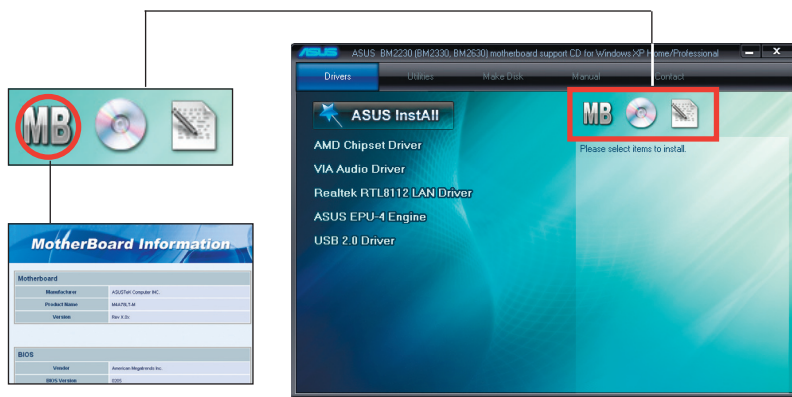 ASUS BM2230 (BM2330, BM2630) motherboard support CD for Windows XP Home/Professional
Drivers Utilities Make Disk Manual Contact
ASUS InstAll
AMD Chipset Driver
VIA Audio Driver
Realtek RTL8112 LAN Driver
ASUS EPU-4 Engine
USB 2.0 Driver
MB
Please select items to install.
MB
MotherBoard Information
Motherboard
Manufacturer ASUSTeK Computer INC.
Product Name
Version Rev X.0x
BIOS
Vendor American Megatrends Inc.
BIOS Version 0205